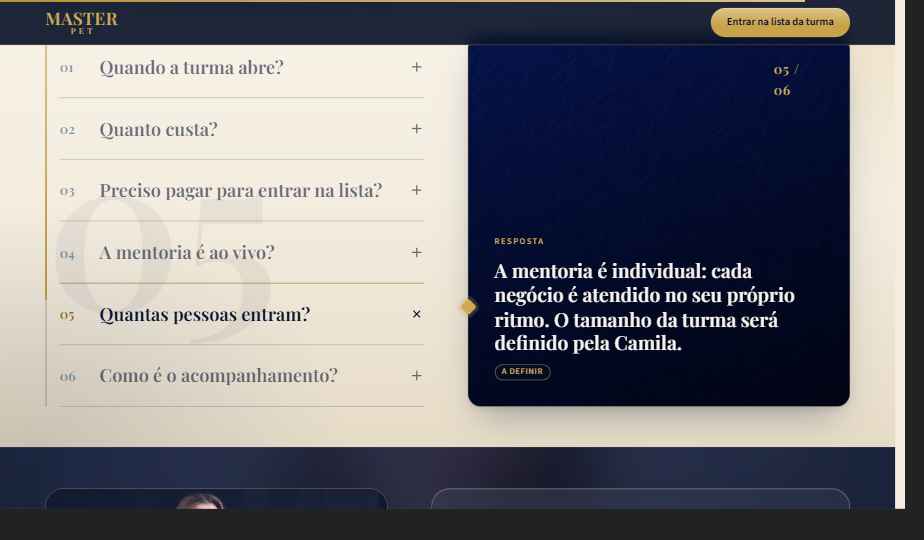 MASTER
PET
Entrar na lista da turma
01 Quando a turma abre? +
02 Quanto custa? +
03 Preciso pagar para entrar na lista? +
04 A mentoria é ao vivo? +
05
05 Quantas pessoas entram? ×
06 Como é o acompanhamento? +
05 /
06
RESPOSTA
A mentoria é individual: cada
negócio é atendido no seu próprio
ritmo. O tamanho da turma será
definido pela Camila.
A DEFINIR